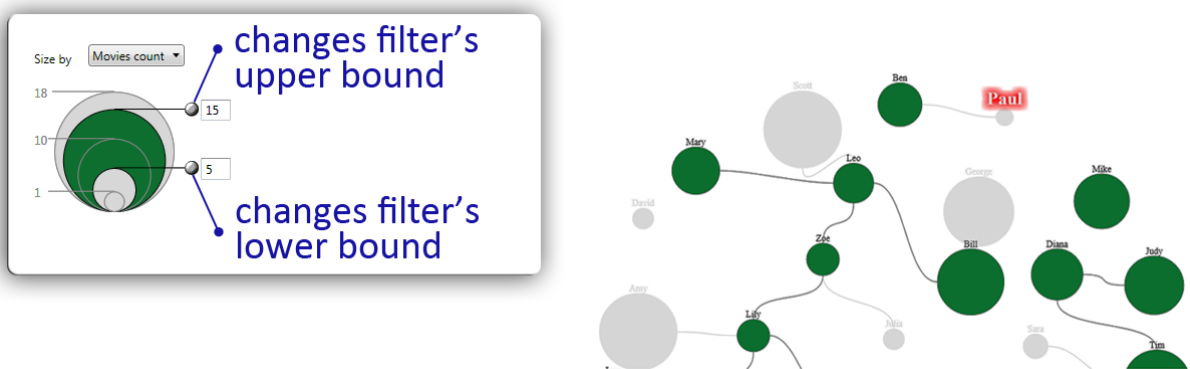 Size by
Movies count
changes filter's
upper bound
18
15
10
5
1
changes filter's
lower bound
Ben
Scott
Paul
Mary
Leo
George
Mike
David
Zoe
Bill
Diana
Judy
Amy
Lily
Julia
Sara
Tim